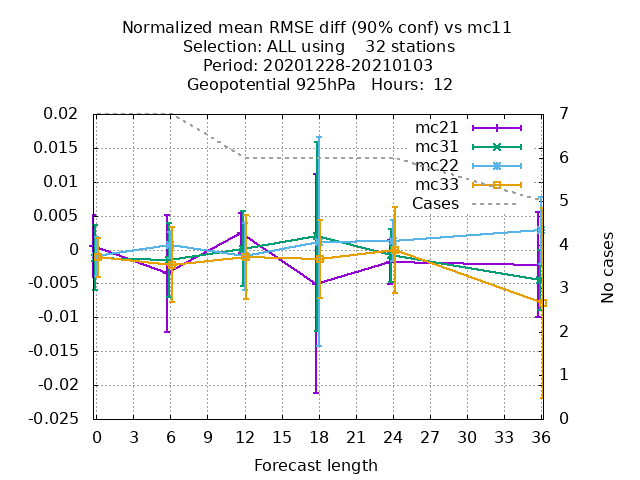 Normalized mean RMSE diff (90% conf) vs mc11
Selection: ALL using    32 stations
Period: 20201228-20210103
Geopotential 925hPa   Hours:  12
0.02
0.015
0.01
0.005
0
-0.005
-0.01
-0.015
-0.02
-0.025
mc21
mc31
mc22
mc33
Cases
7
6
5
4
3
2
1
0
No cases
0 3 6 9 12 15 18 21 24 27 30 33 36
Forecast length